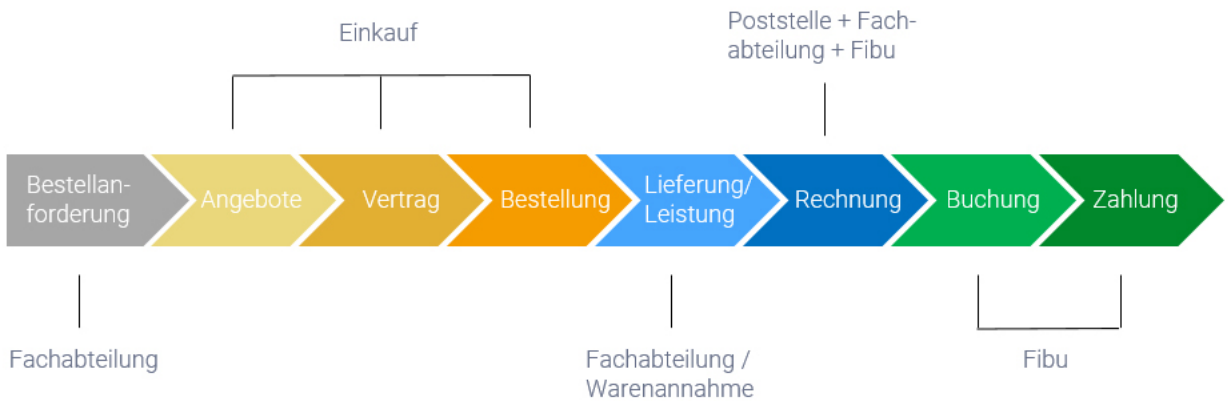 Einkauf
Poststelle + Fach-
abteilung + Fibu
Bestellan-
forderung
Angebote
Vertrag
Bestellung
Lieferung/
Leistung
Rechnung
Buchung
Zahlung
Fachabteilung
Fachabteilung /
Warenannahme
Fibu